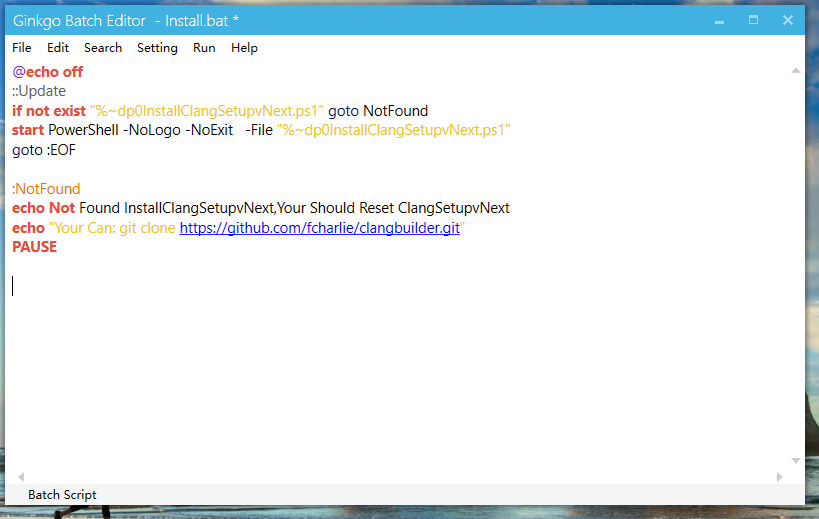 Ginkgo Batch Editor - Install.bat *
File Edit Search Setting Run Help
@echo off
::Update
if not exist "%~dp0InstallClangSetupvNext.ps1" goto NotFound
start PowerShell -NoLogo -NoExit   -File "%~dp0InstallClangSetupvNext.ps1"
goto :EOF
:NotFound
echo Not Found InstallClangSetupvNext,Your Should Reset ClangSetupvNext
echo "Your Can: git clone https://github.com/fcharlie/clangbuilder.git"
PAUSE
Batch Script